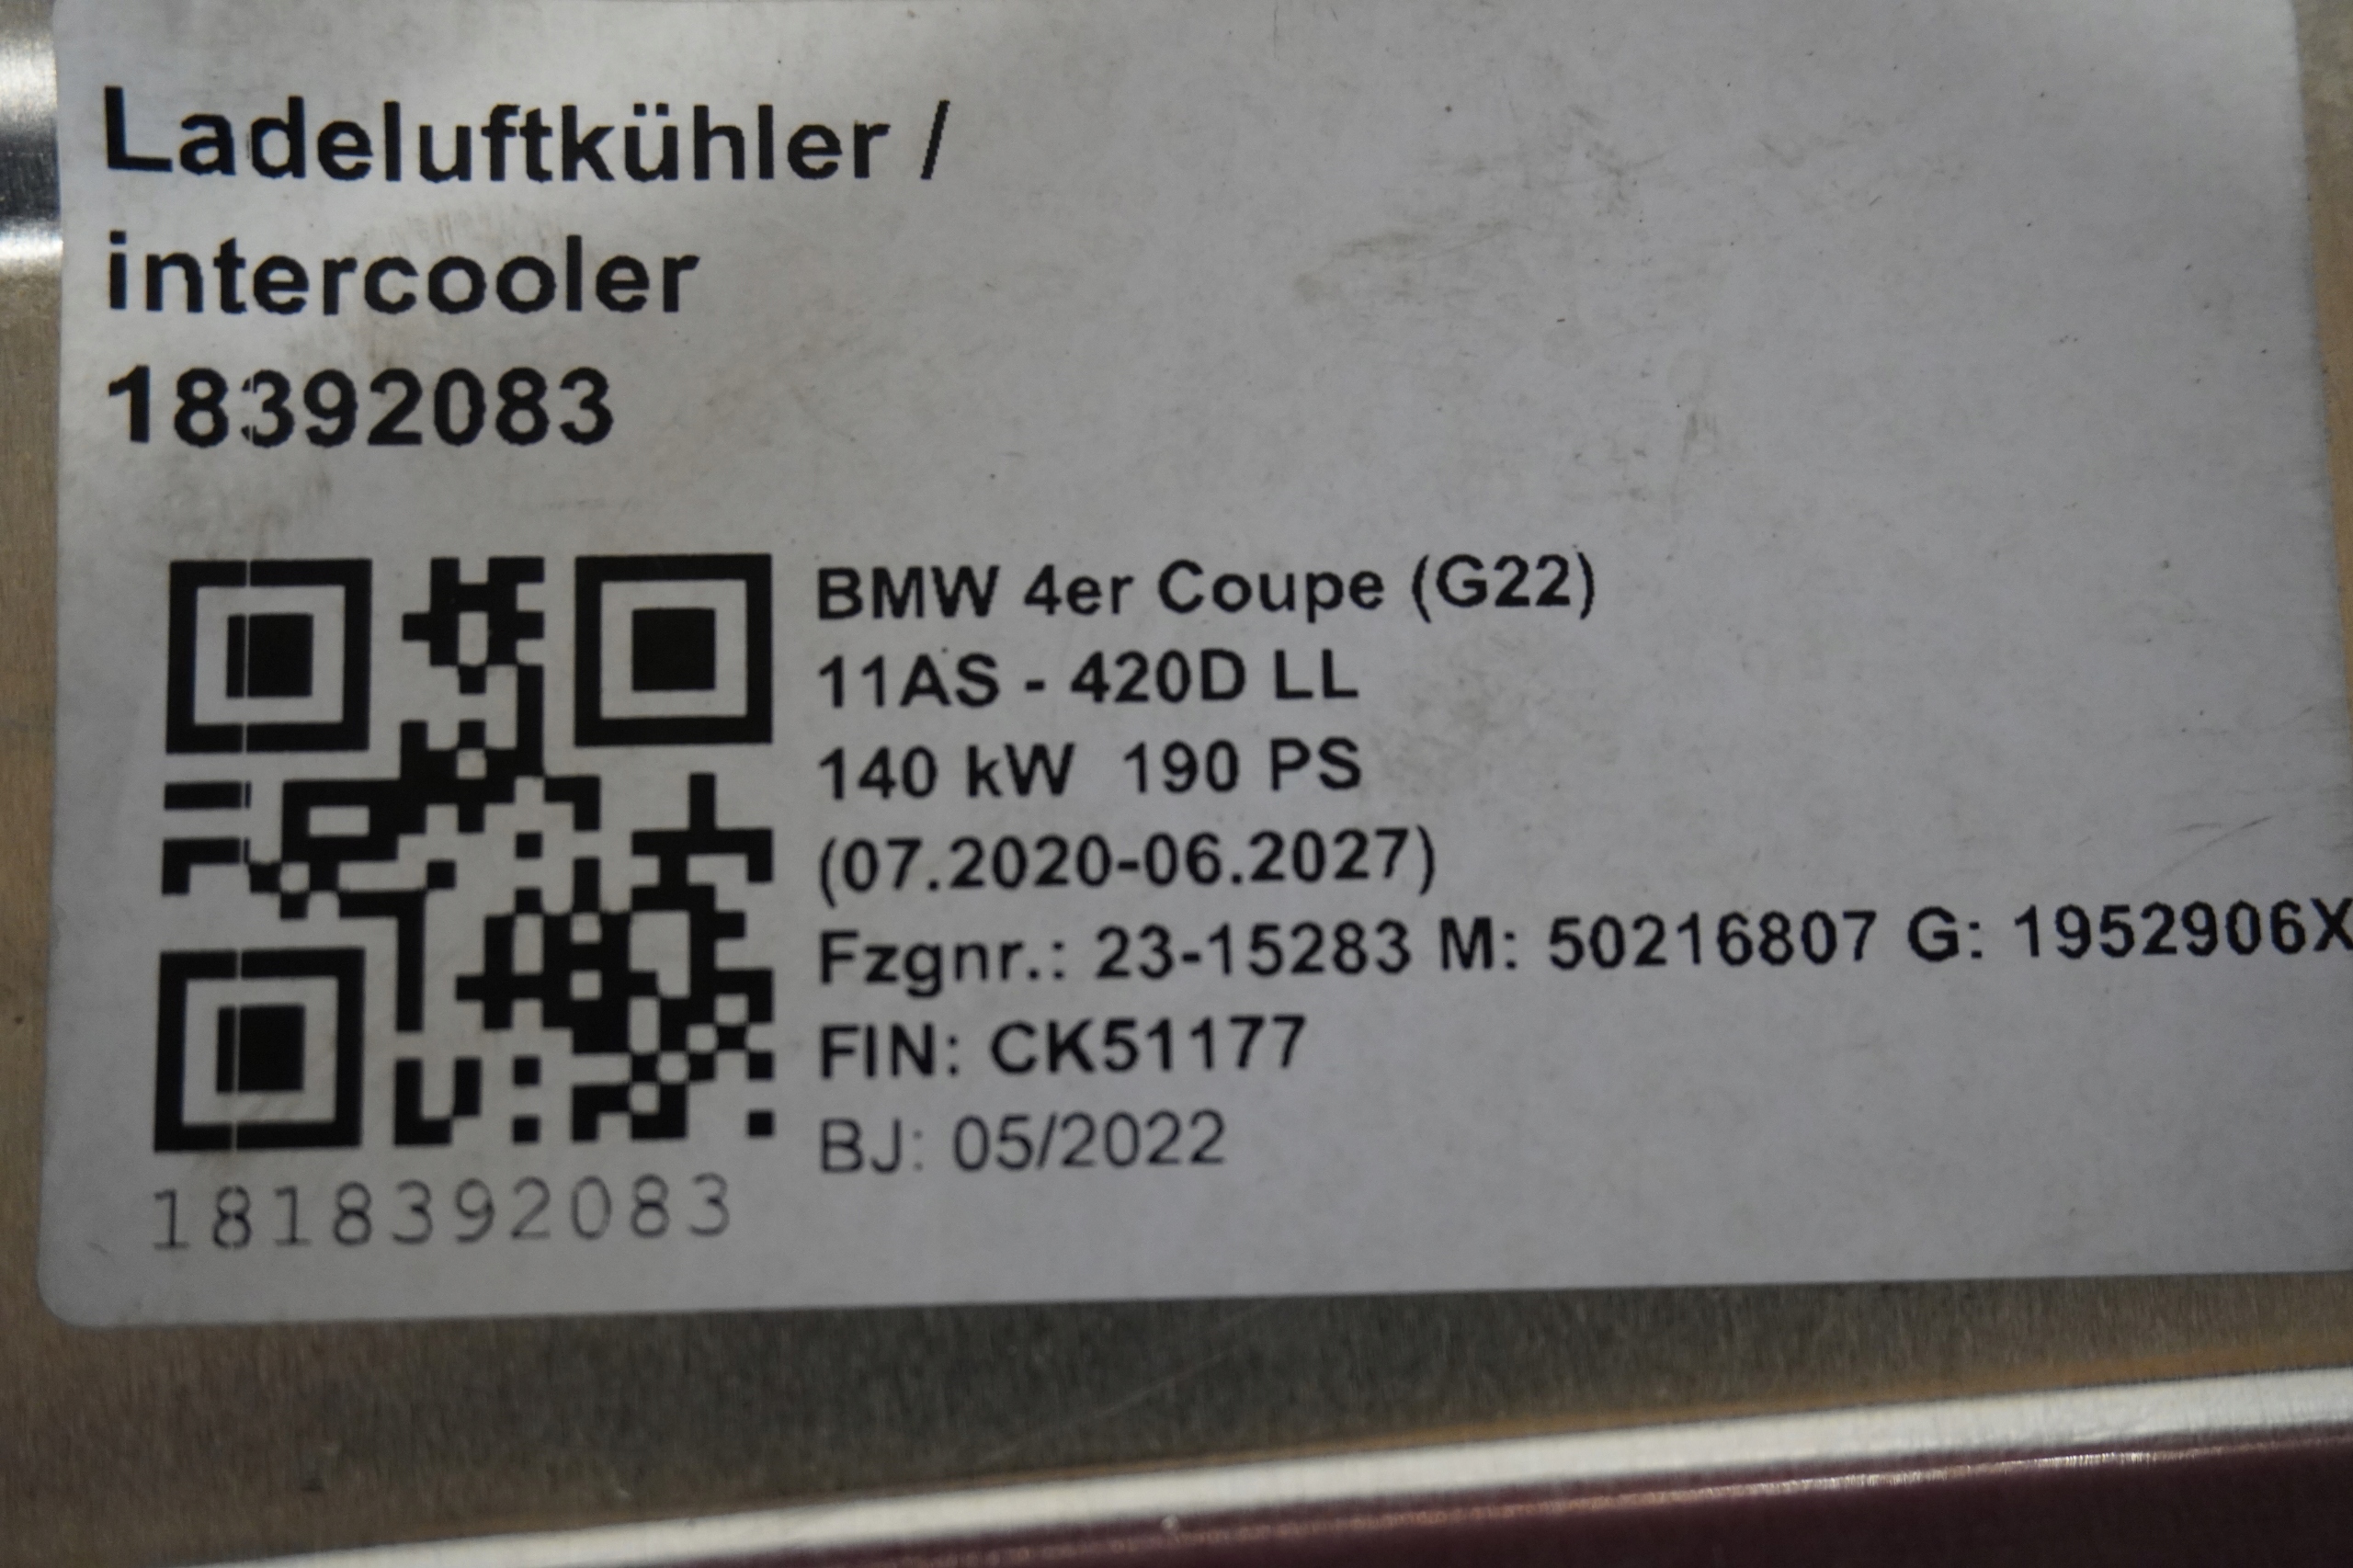 Ladeluftkühler /
intercooler
18392083
BMW 4er Coupe (G22)
11AS - 420D LL
140 kW  190 PS
(07.2020-06.2027)
Fzgnr.: 23-15283 M: 50216807 G: 1952906X
FIN: CK51177
BJ: 05/2022
1818392083